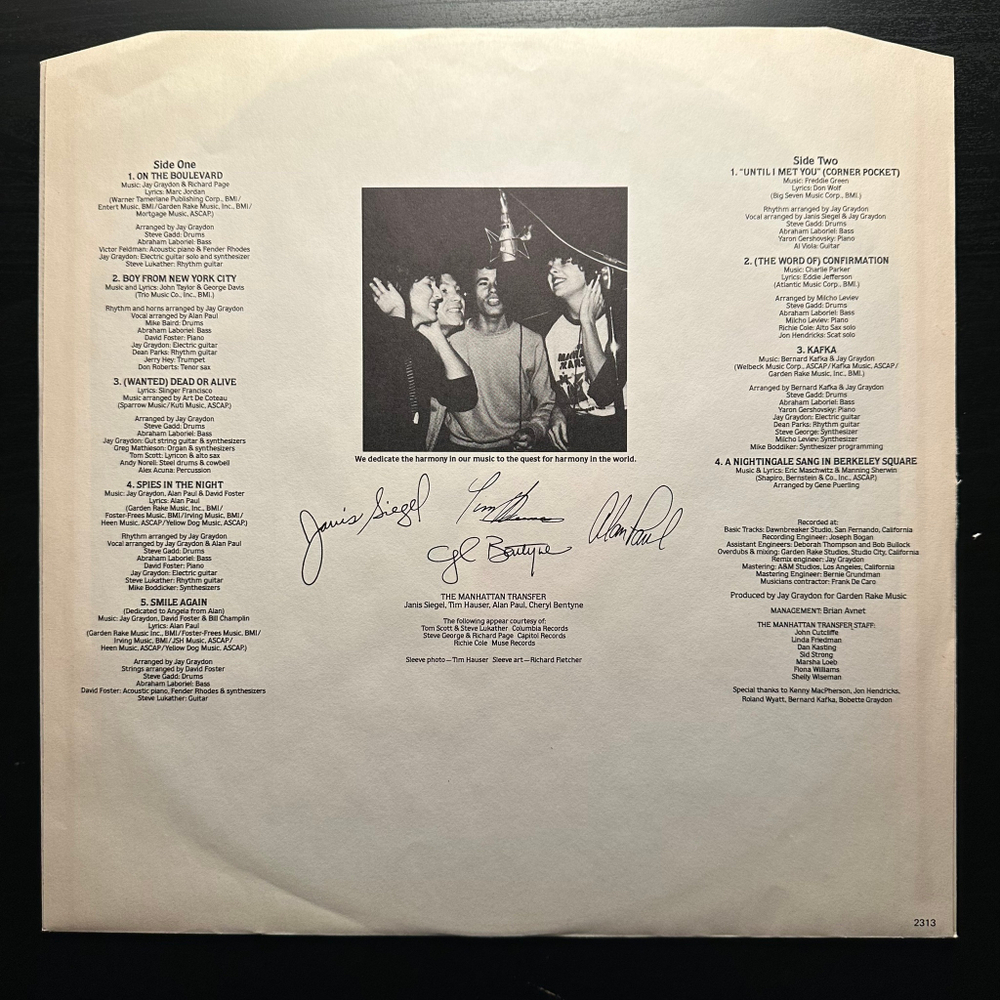 Side One
1. ON THE BOULEVARD
Music: Jay Graydon & Richard Page
Lyrics: Marc Jordan
(Warner Tamerlane Publishing Corp., BMI/
Entert Music, BMI/Garden Rake Music, Inc., BMI/
Mortgage Music, ASCAP.)
Arranged by Jay Graydon
Steve Gadd: Drums
Abraham Laboriel: Bass
Victor Feldman: Acoustic piano & Fender Rhodes
Jay Graydon: Electric guitar solo and synthesizer
Steve Lukather: Rhythm guitar
2. BOY FROM NEW YORK CITY
Music and Lyrics: John Taylor & George Davis
(Trio Music Co., Inc., BMI.)
Rhythm and horns arranged by Jay Graydon
Vocal arranged by Alan Paul
Mike Baird: Drums
Abraham Laboriel: Bass
David Foster: Piano
Jay Graydon: Electric guitar
Dean Parks: Rhythm guitar
Jerry Hey: Trumpet
Don Roberts: Tenor sax
3. (WANTED) DEAD OR ALIVE
Lyrics: Slinger Francisco
Music arranged by Art De Coteau
(Sparrow Music/Kuti Music, ASCAP.)
Arranged by Jay Graydon
Steve Gadd: Drums
Abraham Laboriel: Bass
Jay Graydon: Gut string guitar & synthesizers
Greg Mathieson: Organ & synthesizers
Tom Scott: Lyricon & alto sax
Andy Norell: Steel drums & cowbell
Alex Acuna: Percussion
4. SPIES IN THE NIGHT
Music: Jay Graydon, Alan Paul & David Foster
Lyrics: Alan Paul
(Garden Rake Music, Inc., BMI/
Foster-Frees Music, BMI/Irving Music, BMI/
Heen Music, ASCAP/Yellow Dog Music, ASCAP.)
Rhythm arranged by Jay Graydon
Vocal arranged by Jay Graydon & Alan Paul
Steve Gadd: Drums
Abraham Laboriel: Bass
David Foster: Piano
Jay Graydon: Electric guitar
Steve Lukather: Rhythm guitar
Mike Boddicker: Synthesizers
5. SMILE AGAIN
(Dedicated to Angela from Alan)
Music: Jay Graydon, David Foster & Bill Champlin
Lyrics: Alan Paul
(Garden Rake Music Inc., BMI/Foster-Frees Music, BMI/
Irving Music, BMI/JSH Music, ASCAP/
Heen Music, ASCAP/Yellow Dog Music, ASCAP.)
Arranged by Jay Graydon
Strings arranged by David Foster
Steve Gadd: Drums
Abraham Laboriel: Bass
David Foster: Acoustic piano, Fender Rhodes & synthesizers
Steve Lukather: Guitar
We dedicate the harmony in our music to the quest for harmony in the world.
Janis Siegel
Tim Hauser
Alan Paul
Cyl Bentyne
THE MANHATTAN TRANSFER
Janis Siegel, Tim Hauser, Alan Paul, Cheryl Bentyne
The following appear courtesy of:
Tom Scott & Steve Lukather Columbia Records
Steve George & Richard Page Capitol Records
Richie Cole Muse Records
Sleeve photo—Tim Hauser Sleeve art—Richard Fletcher
Side Two
1. "UNTIL I MET YOU" (CORNER POCKET)
Music: Freddie Green
Lyrics: Don Wolf
(Big Seven Music Corp., BMI.)
Rhythm arranged by Jay Graydon
Vocal arranged by Janis Siegel & Jay Graydon
Steve Gadd: Drums
Abraham Laboriel: Bass
Yaron Gershovsky: Piano
Al Viola: Guitar
2. (THE WORD OF) CONFIRMATION
Music: Charlie Parker
Lyrics: Eddie Jefferson
(Atlantic Music Corp., BMI.)
Arranged by Milcho Leviev
Steve Gadd: Drums
Abraham Laboriel: Bass
Milcho Leviev: Piano
Richie Cole: Alto Sax solo
Jon Hendricks: Scat solo
3. KAFKA
Music: Bernard Kafka & Jay Graydon
(Welbeck Music Corp., ASCAP/Kafka Music, ASCAP/
Garden Rake Music, Inc., BMI.)
Arranged by Bernard Kafka & Jay Graydon
Steve Gadd: Drums
Abraham Laboriel: Bass
Yaron Gershovsky: Piano
Jay Graydon: Electric guitar
Dean Parks: Rhythm guitar
Steve George: Synthesizer
Milcho Leviev: Synthesizer
Mike Boddiker: Synthesizer programming
4. A NIGHTINGALE SANG IN BERKELEY SQUARE
Music & Lyrics: Eric Maschwitz & Manning Sherwin
(Shapiro, Bernstein & Co., Inc., ASCAP.)
Arranged by Gene Puerling
Recorded at:
Basic Tracks: Dawnbreaker Studio, San Fernando, California
Recording Engineer: Joseph Bogan
Assistant Engineers: Deborah Thompson and Bob Bullock
Overdubs & mixing: Garden Rake Studios, Studio City, California
Remix engineer: Jay Graydon
Mastering: A&M Studios, Los Angeles, California
Mastering Engineer: Bernie Grundman
Musicians contractor: Frank De Caro
Produced by Jay Graydon for Garden Rake Music
MANAGEMENT: Brian Avnet
THE MANHATTAN TRANSFER STAFF:
John Cutcliffe
Linda Friedman
Dan Kasting
Sid Strong
Marsha Loeb
Fiona Williams
Shelly Wiseman
Special thanks to Kenny MacPherson, Jon Hendricks,
Roland Wyatt, Bernard Kafka, Bobette Graydon
2313